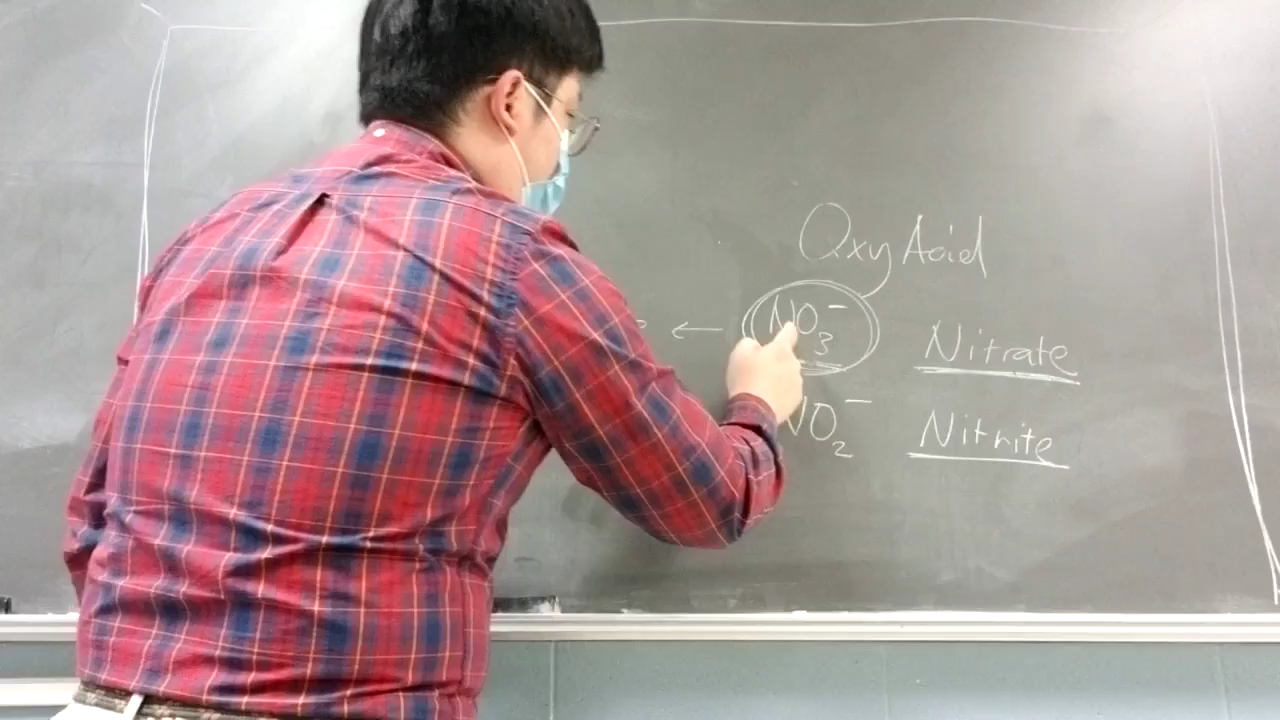 Oxy Acid
← NO₃⁻ Nitrate
NO₂⁻ Nitrite